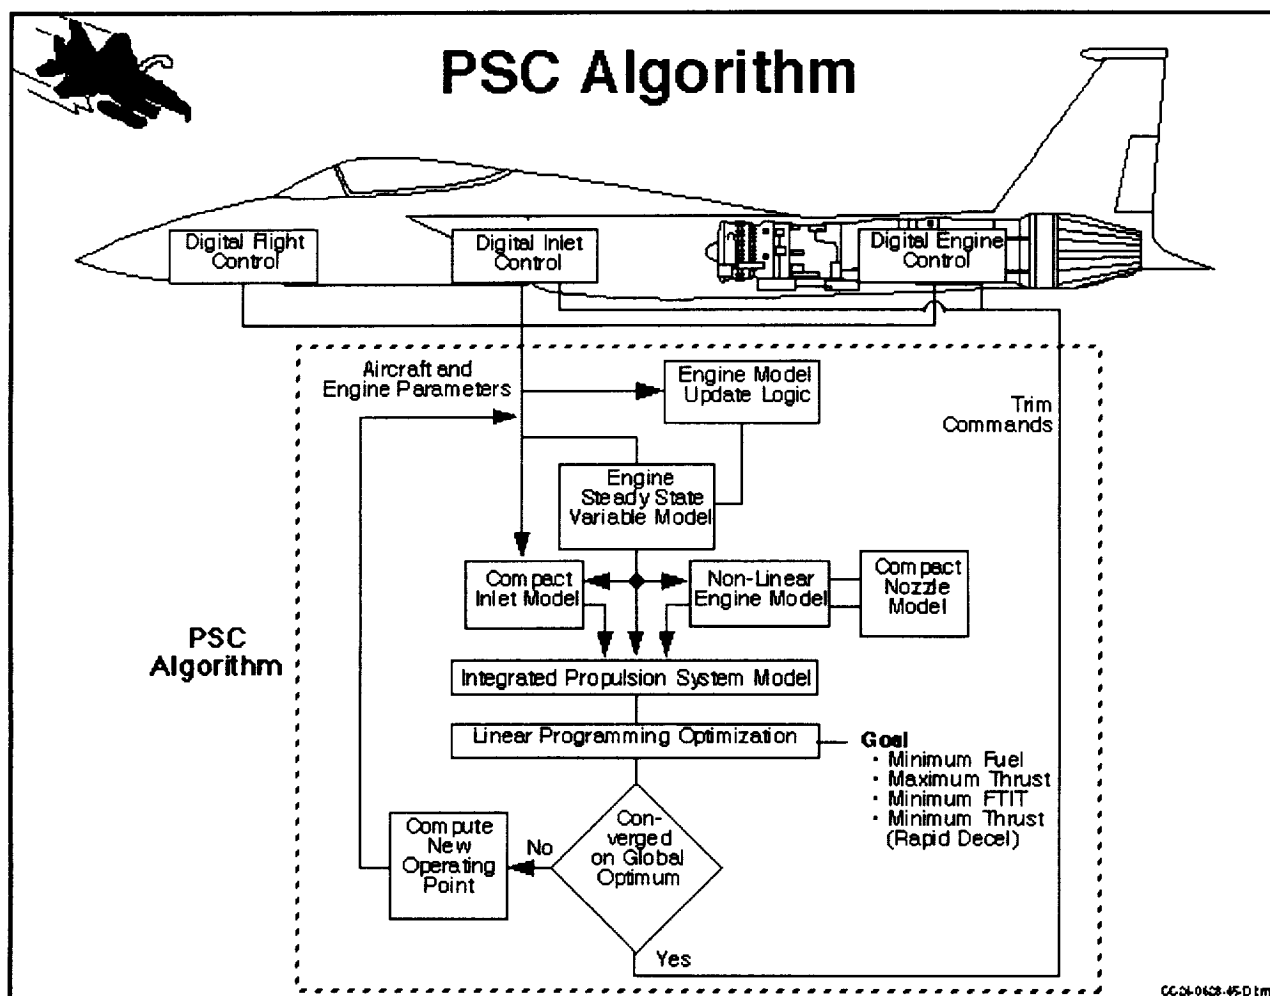 PSC Algorithm
Digital Flight
Control
Digital Inlet
Control
Digital Engine
Control
Aircraft and
Engine Parameters
Engine Model
Update Logic
Trim
Commands
Engine
Steady State
Variable Model
Compact
Inlet Model
Non-Linear
Engine Model
Compact
Nozzle
Model
PSC
Algorithm
Integrated Propulsion System Model
Linear Programming Optimization
Goal
· Minimum Fuel
· Maximum Thrust
· Minimum FTIT
· Minimum Thrust
(Rapid Decel)
Compute
New
Operating
Point
No
Con-
verged
on Global
Optimum
Yes